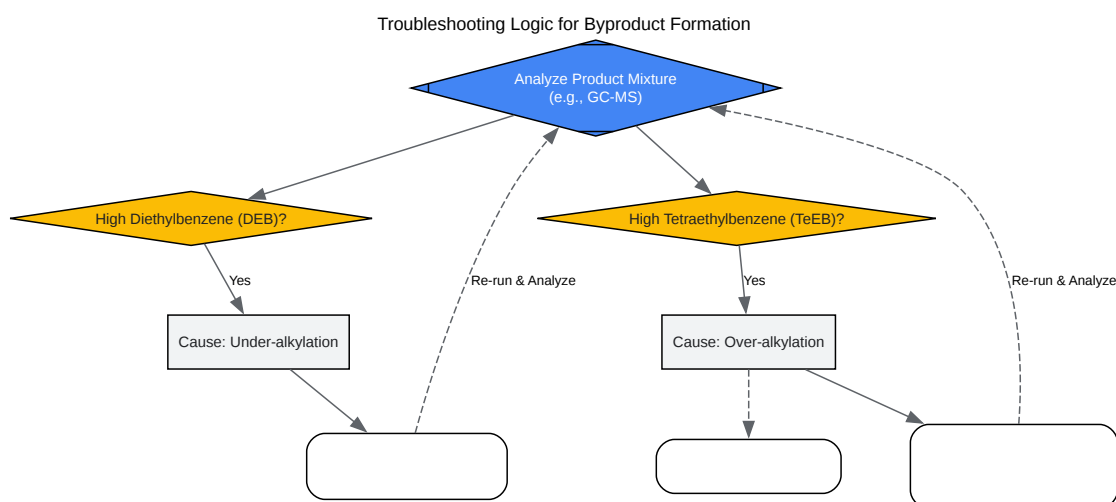 Troubleshooting Logic for Byproduct Formation
Analyze Product Mixture
(e.g., GC-MS)
High Diethylbenzene (DEB)?
High Tetraethylbenzene (TeEB)?
Yes
Re-run & Analyze
Yes
Re-run & Analyze
Cause: Under-alkylation
Cause: Over-alkylation